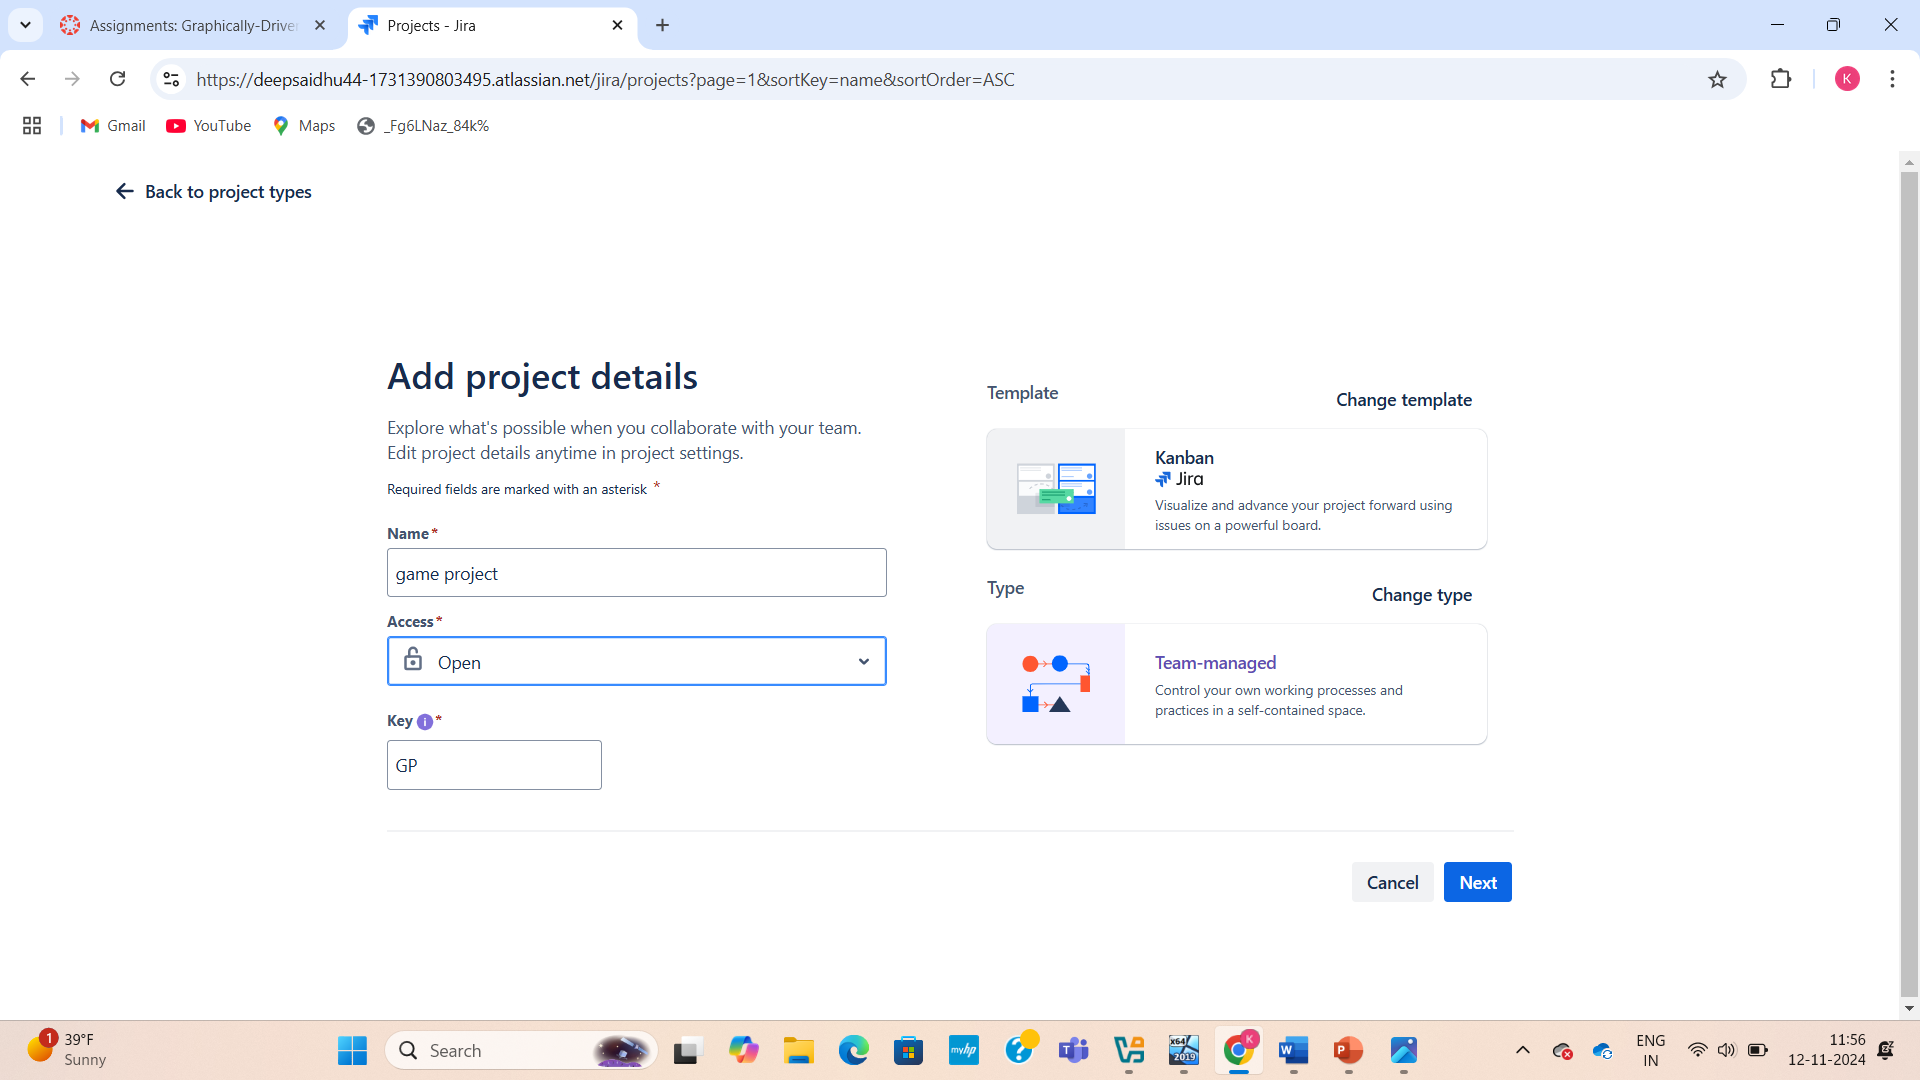 Assignments: Graphically-Driver
Projects - Jira
https://deepsaidhu44-1731390803495.atlassian.net/jira/projects?page=1&sortKey=name&sortOrder=ASC
K
Gmail
YouTube
Maps
_Fg6LNaz_84k%
Back to project types
Add project details
Explore what's possible when you collaborate with your team.
Edit project details anytime in project settings.
Required fields are marked with an asterisk *
Name*
game project
Access*
Open
Key i *
GP
Template
Change template
Kanban
Jira
Visualize and advance your project forward using
issues on a powerful board.
Type
Change type
Team-managed
Control your own working processes and
practices in a self-contained space.
Cancel
Next
1
39°F
Sunny
Search
myhp
?
T
x64
2019
K
W
P
ENG
IN
11:56
12-11-2024